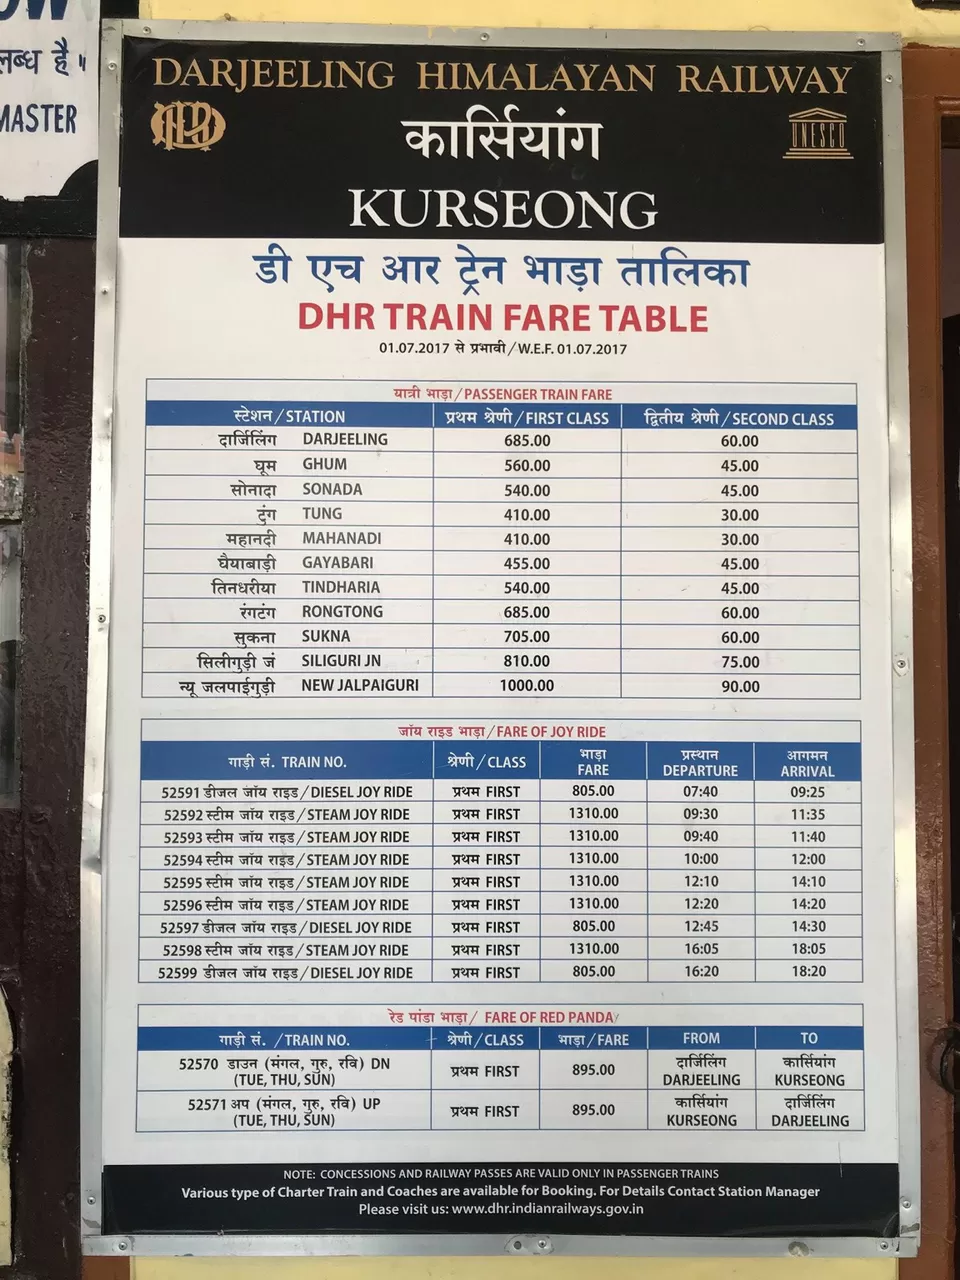 OW
लब्ध है॥
MASTER
DARJEELING HIMALAYAN RAILWAY
DHR
कार्सियांग
UNESCO
KURSEONG
डी एच आर ट्रेन भाड़ा तालिका
DHR TRAIN FARE TABLE
01.07.2017 से प्रभावी/W.E.F. 01.07.2017
यात्री भाड़ा/PASSENGER TRAIN FARE
स्टेशन/STATION प्रथम श्रेणी/FIRST CLASS द्वितीय श्रेणी/SECOND CLASS
दार्जिलिंग DARJEELING 685.00 60.00
घूम GHUM 560.00 45.00
सोनादा SONADA 540.00 45.00
टुंग TUNG 410.00 30.00
महानदी MAHANADI 410.00 30.00
घैयाबाड़ी GAYABARI 455.00 45.00
तिनधरीया TINDHARIA 540.00 45.00
रंगटंग RONGTONG 685.00 60.00
सुकना SUKNA 705.00 60.00
सिलीगुड़ी जं SILIGURI JN 810.00 75.00
न्यू जलपाईगुड़ी NEW JALPAIGURI 1000.00 90.00
जॉय राइड भाड़ा/FARE OF JOY RIDE
गाड़ी सं. TRAIN NO. श्रेणी/CLASS भाड़ा FARE प्रस्थान DEPARTURE आगमन ARRIVAL
52591 डीजल जॉय राइड/DIESEL JOY RIDE प्रथम FIRST 805.00 07:40 09:25
52592 स्टीम जॉय राइड/STEAM JOY RIDE प्रथम FIRST 1310.00 09:30 11:35
52593 स्टीम जॉय राइड/STEAM JOY RIDE प्रथम FIRST 1310.00 09:40 11:40
52594 स्टीम जॉय राइड/STEAM JOY RIDE प्रथम FIRST 1310.00 10:00 12:00
52595 स्टीम जॉय राइड/STEAM JOY RIDE प्रथम FIRST 1310.00 12:10 14:10
52596 स्टीम जॉय राइड/STEAM JOY RIDE प्रथम FIRST 1310.00 12:20 14:20
52597 डीजल जॉय राइड/DIESEL JOY RIDE प्रथम FIRST 805.00 12:45 14:30
52598 स्टीम जॉय राइड/STEAM JOY RIDE प्रथम FIRST 1310.00 16:05 18:05
52599 डीजल जॉय राइड/DIESEL JOY RIDE प्रथम FIRST 805.00 16:20 18:20
रेड पांडा भाड़ा/ FARE OF RED PANDA/
गाड़ी सं. /TRAIN NO. श्रेणी/CLASS भाड़ा/FARE FROM TO
52570 डाउन (मंगल, गुरु, रवि) DN प्रथम FIRST 895.00 दार्जिलिंग कार्सियांग
(TUE, THU, SUN) DARJEELING KURSEONG
52571 अप (मंगल, गुरु, रवि) UP प्रथम FIRST 895.00 कार्सियांग दार्जिलिंग
(TUE, THU, SUN) KURSEONG DARJEELING
NOTE: CONCESSIONS AND RAILWAY PASSES ARE VALID ONLY IN PASSENGER TRAINS
Various type of Charter Train and Coaches are available for Booking. For Details Contact Station Manager
Please visit us: www.dhr.indianrailways.gov.in